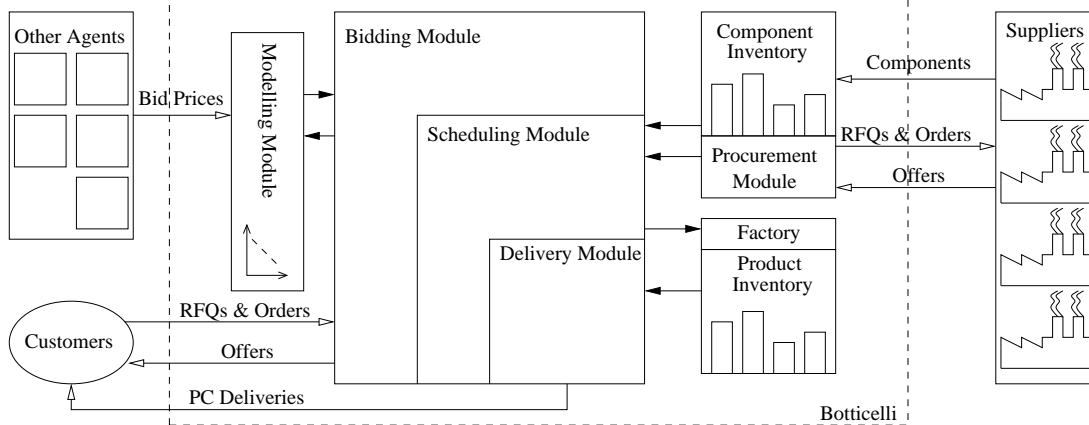 Other Agents
Bid Prices
Modelling Module
Bidding Module
Scheduling Module
Delivery Module
Component
Inventory
Procurement
Module
Factory
Product
Inventory
Suppliers
Components
RFQs & Orders
Offers
Customers
RFQs & Orders
Offers
PC Deliveries
Botticelli